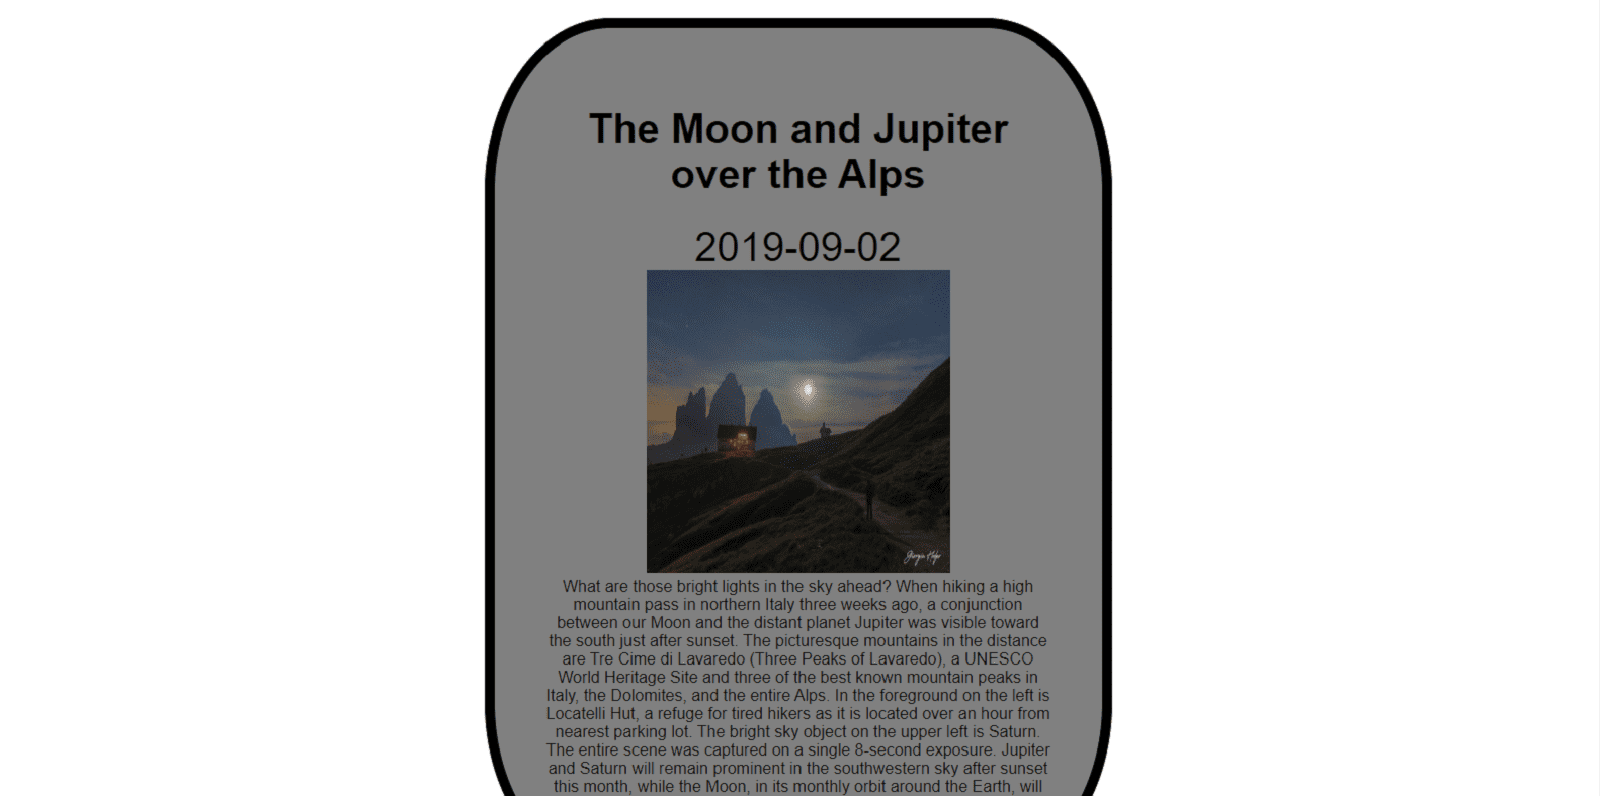 The Moon and Jupiter
over the Alps
2019-09-02
What are those bright lights in the sky ahead? When hiking a high
mountain pass in northern Italy three weeks ago, a conjunction
between our Moon and the distant planet Jupiter was visible toward
the south just after sunset. The picturesque mountains in the distance
are Tre Cime di Lavaredo (Three Peaks of Lavaredo), a UNESCO
World Heritage Site and three of the best known mountain peaks in
Italy, the Dolomites, and the entire Alps. In the foreground on the left is
Locatelli Hut, a refuge for tired hikers as it is located over an hour from
nearest parking lot. The bright sky object on the upper left is Saturn.
The entire scene was captured on a single 8-second exposure. Jupiter
and Saturn will remain prominent in the southwestern sky after sunset
this month, while the Moon, in its monthly orbit around the Earth, will